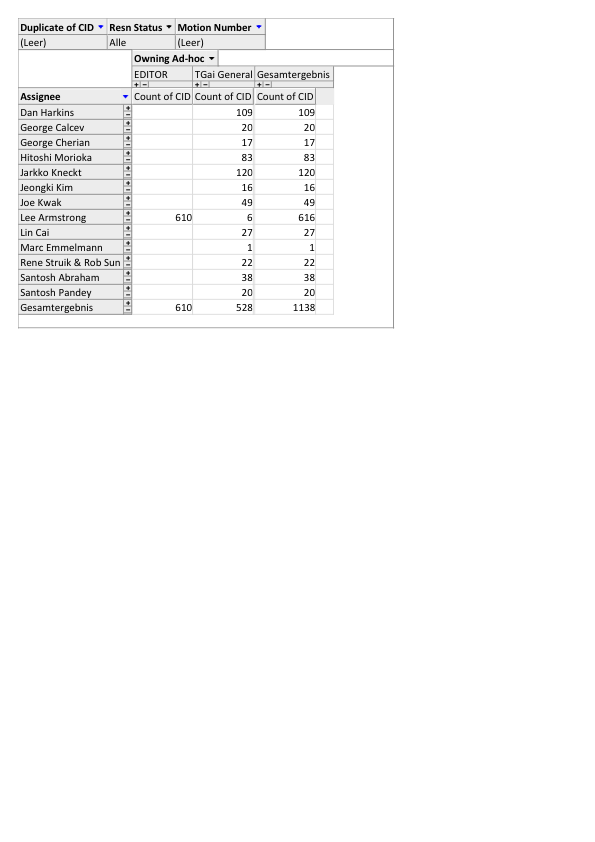 Duplicate of CID Resn Status Motion Number
(Leer) Alle (Leer)
Owning Ad-hoc
EDITOR TGai General Gesamtergebnis
Assignee Count of CID Count of CID Count of CID
Dan Harkins 109 109
George Calcev 20 20
George Cherian 17 17
Hitoshi Morioka 83 83
Jarkko Kneckt 120 120
Jeongki Kim 16 16
Joe Kwak 49 49
Lee Armstrong 610 6 616
Lin Cai 27 27
Marc Emmelmann 1 1
Rene Struik & Rob Sun 22 22
Santosh Abraham 38 38
Santosh Pandey 20 20
Gesamtergebnis 610 528 1138